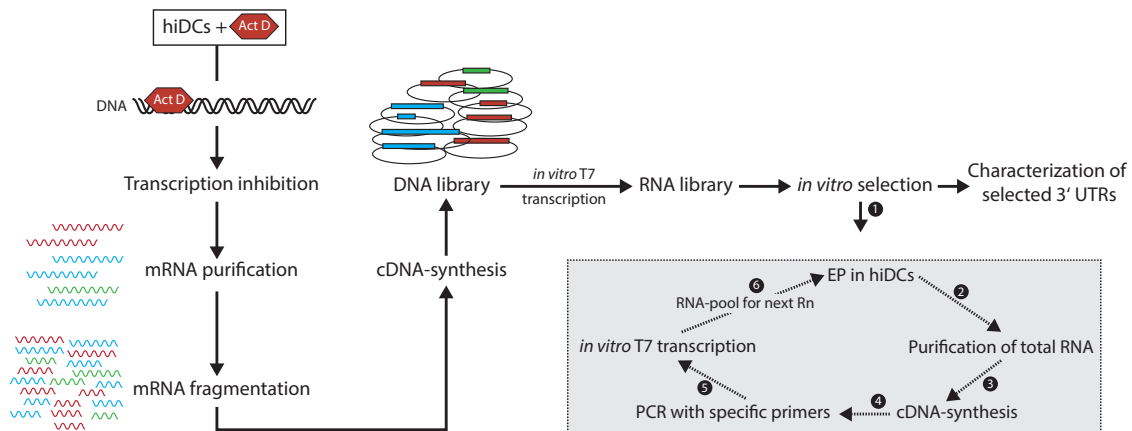 hiDCs + Act D
DNA
Act D
Transcription inhibition
mRNA purification
mRNA fragmentation
cDNA-synthesis
DNA library
in vitro T7
transcription
RNA library
in vitro selection
Characterization of
selected 3‘ UTRs
1
EP in hiDCs
2
Purification of total RNA
3
cDNA-synthesis
4
PCR with specific primers
5
in vitro T7 transcription
6
RNA-pool for next Rn